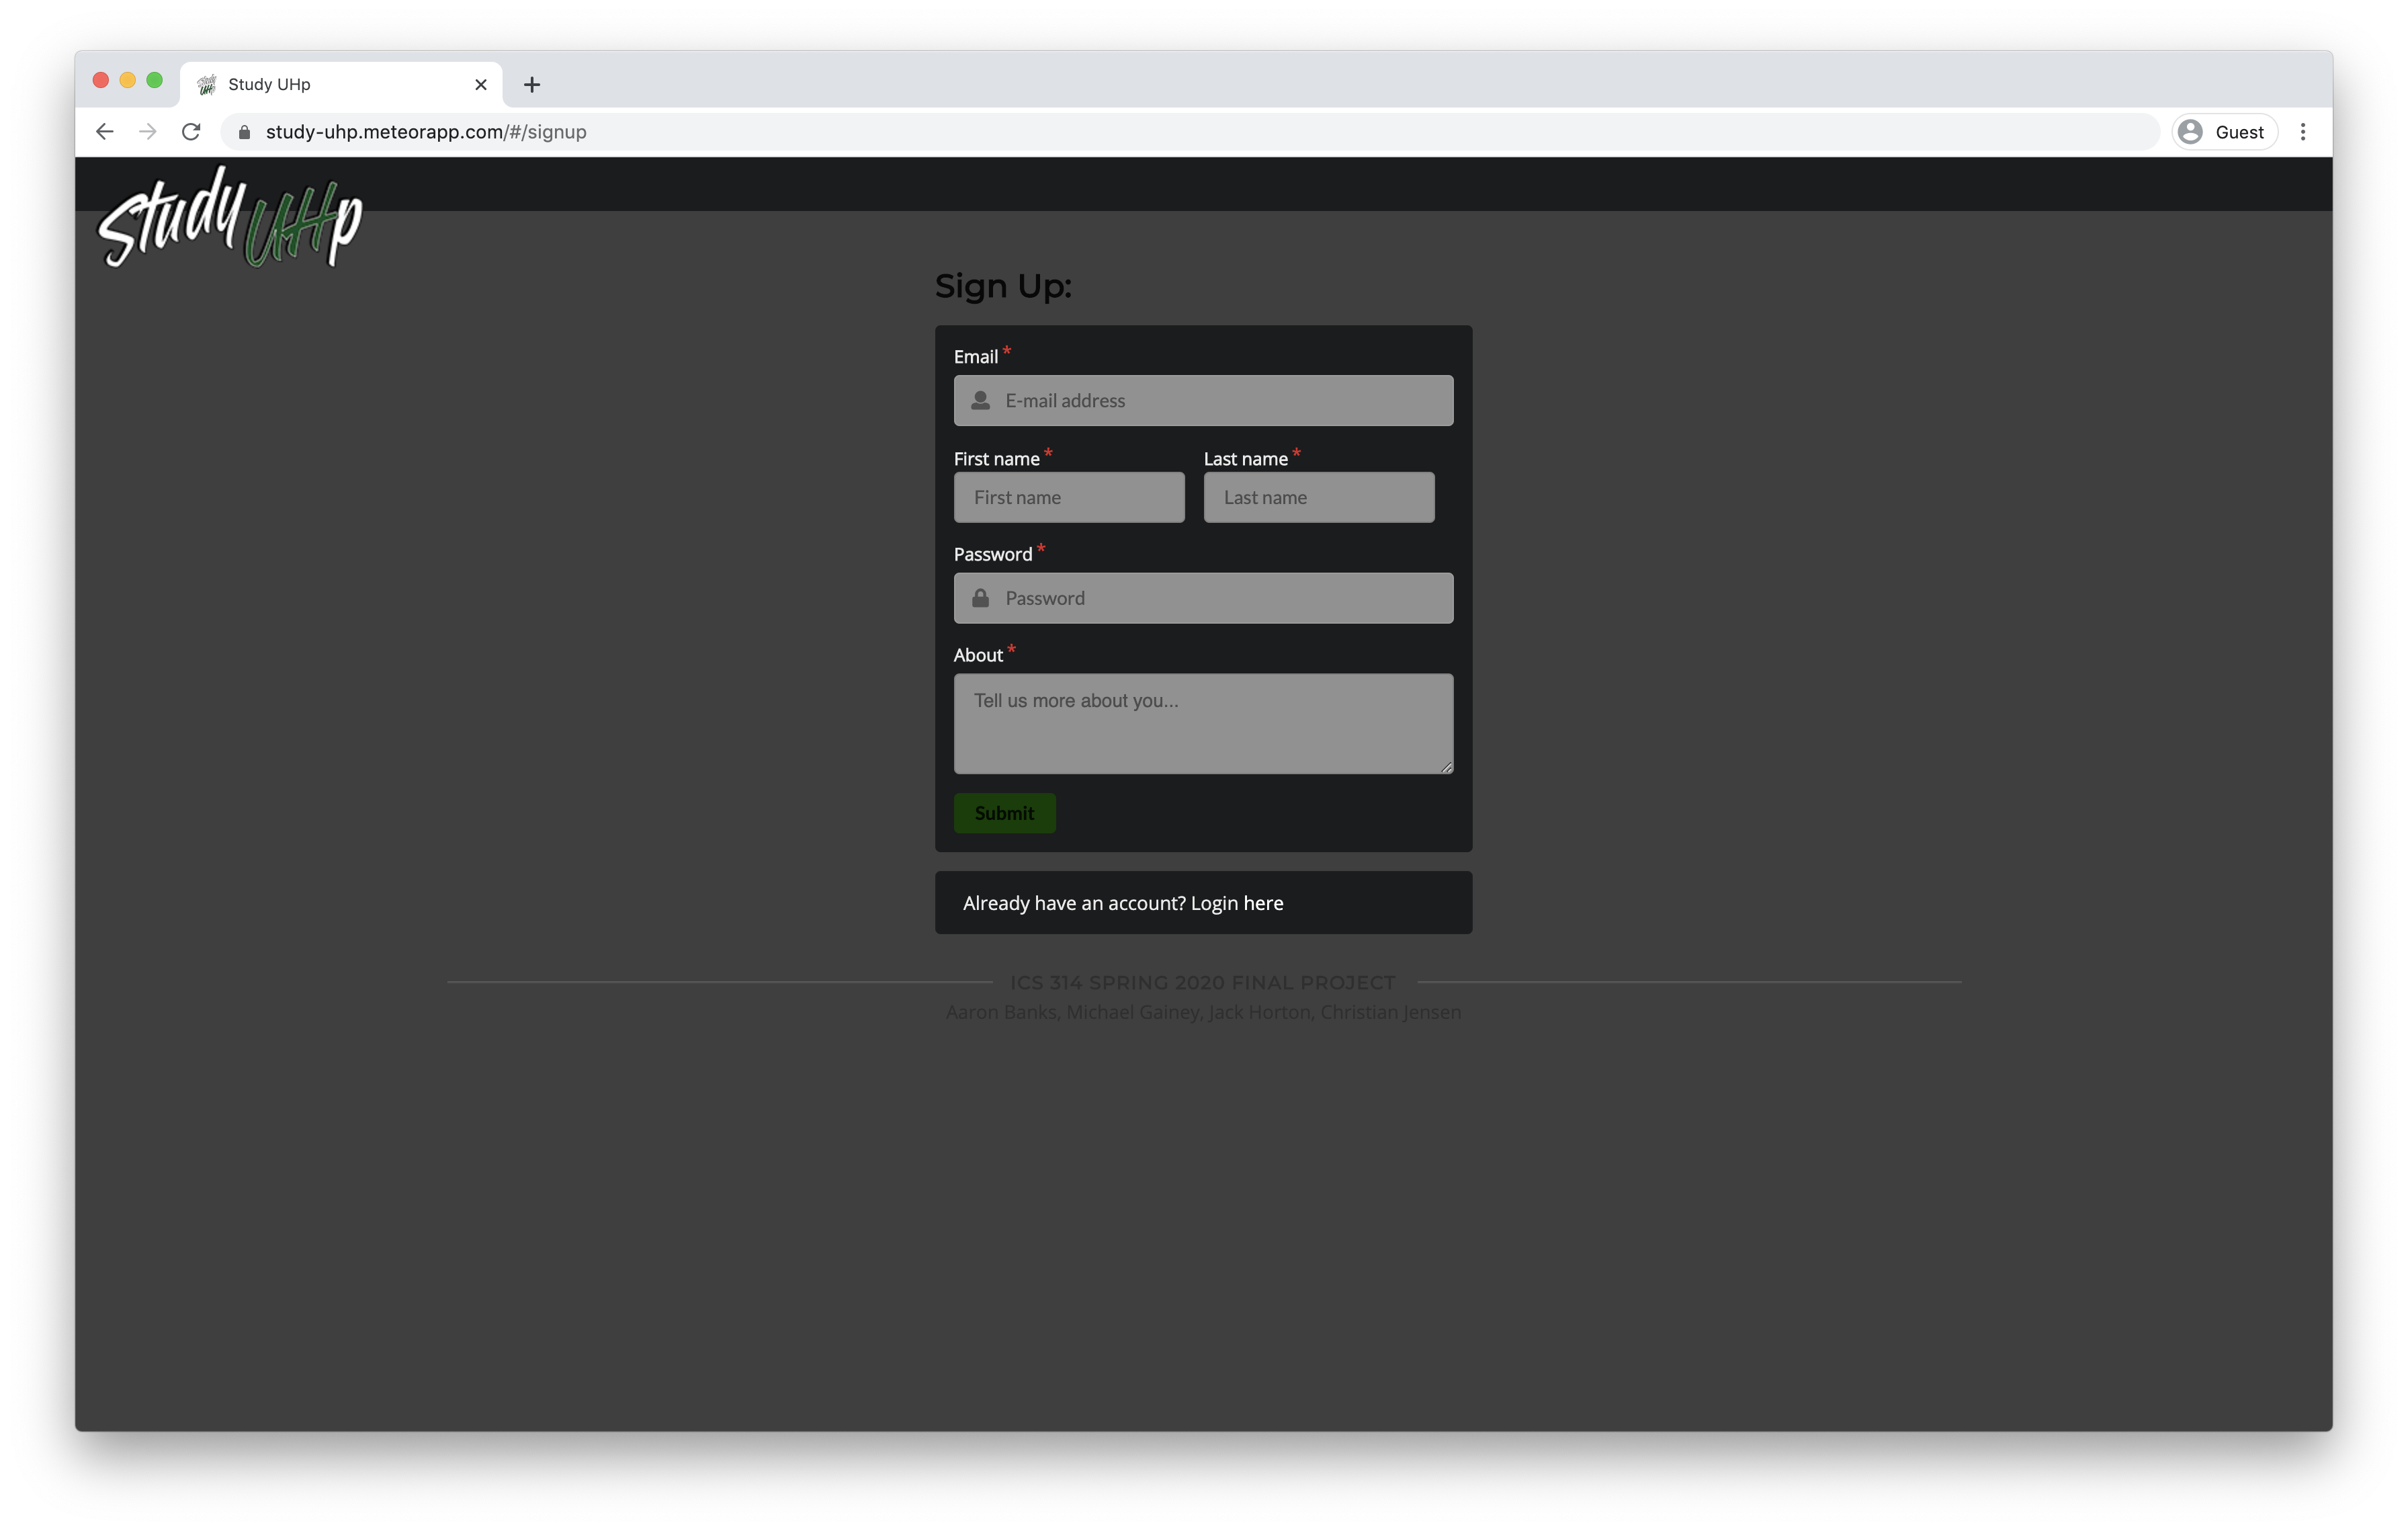 Study UHp
study-uhp.meteorapp.com/#/signup
Guest
Study UHp
Sign Up:
Email *
E-mail address
First name * Last name *
First name Last name
Password *
Password
About *
Tell us more about you...
Submit
Already have an account? Login here
ICS 314 SPRING 2020 FINAL PROJECT
Aaron Banks, Michael Gainey, Jack Horton, Christian Jensen